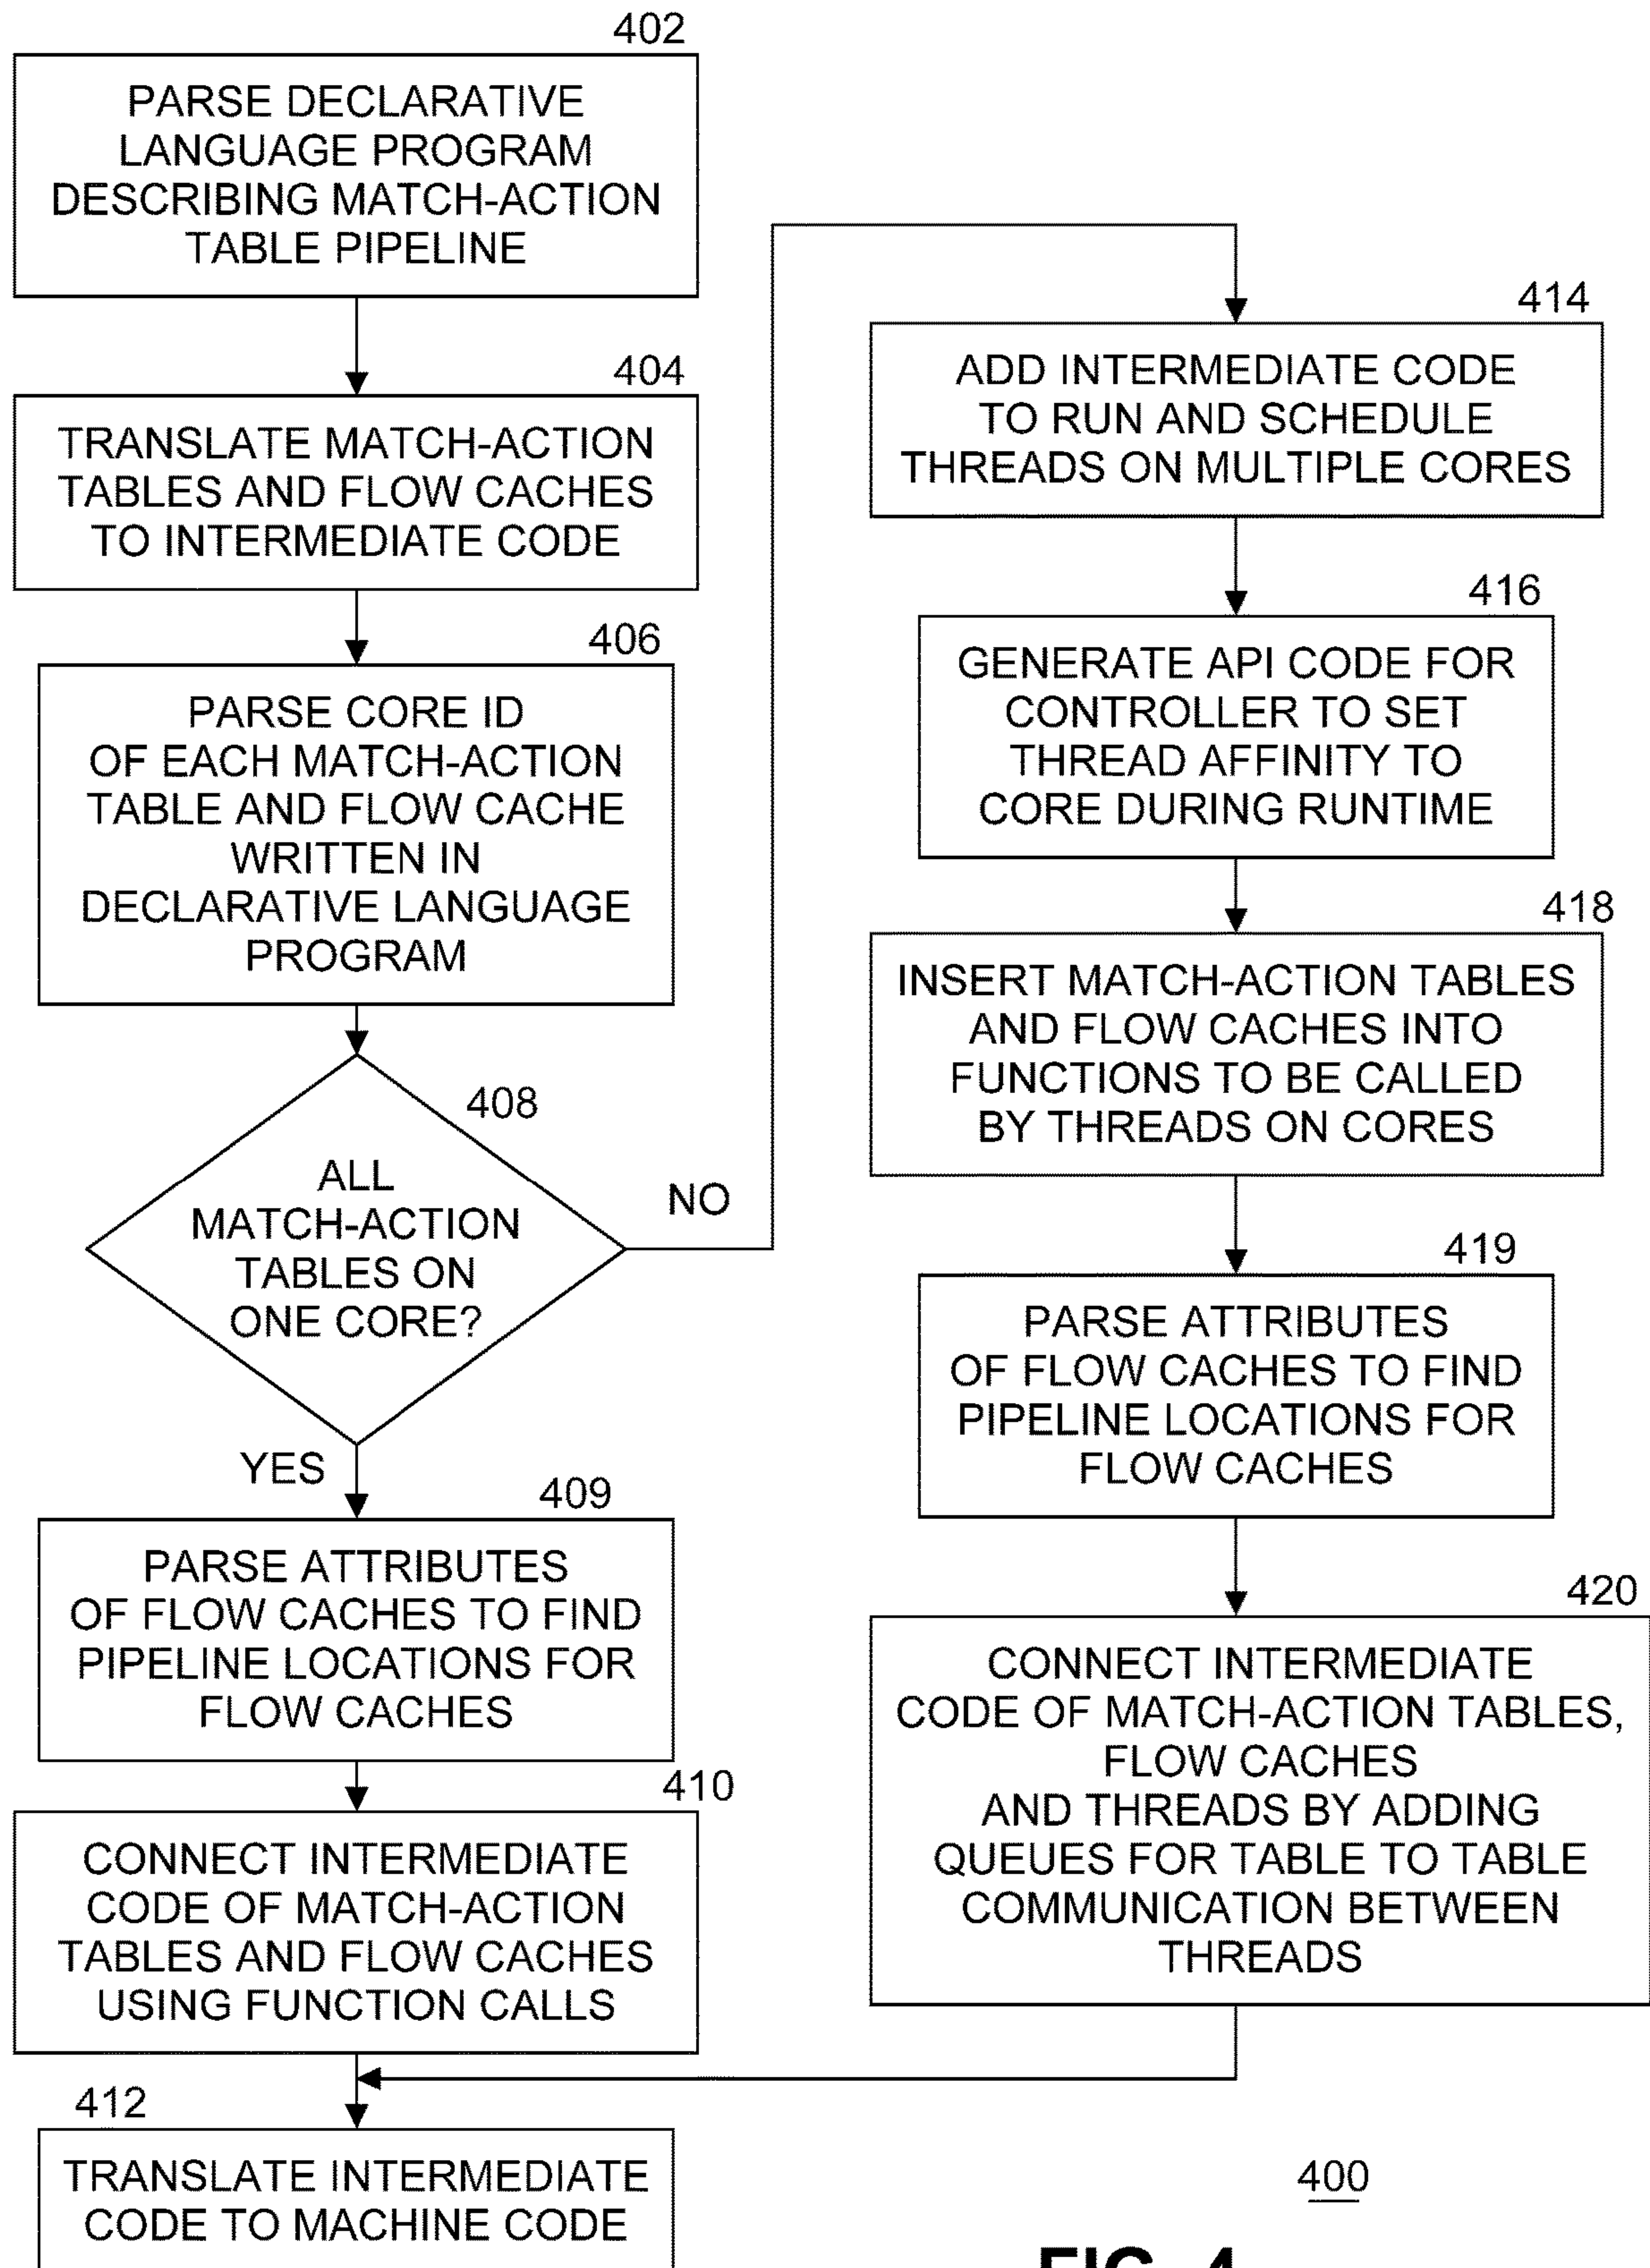 402
PARSE DECLARATIVE
LANGUAGE PROGRAM
DESCRIBING MATCH-ACTION
TABLE PIPELINE
404
TRANSLATE MATCH-ACTION
TABLES AND FLOW CACHES
TO INTERMEDIATE CODE
406
PARSE CORE ID
OF EACH MATCH-ACTION
TABLE AND FLOW CACHE
WRITTEN IN
DECLARATIVE LANGUAGE
PROGRAM
408
ALL
MATCH-ACTION
TABLES ON
ONE CORE?
NO
YES
409
PARSE ATTRIBUTES
OF FLOW CACHES TO FIND
PIPELINE LOCATIONS FOR
FLOW CACHES
410
CONNECT INTERMEDIATE
CODE OF MATCH-ACTION
TABLES AND FLOW CACHES
USING FUNCTION CALLS
412
TRANSLATE INTERMEDIATE
CODE TO MACHINE CODE
414
ADD INTERMEDIATE CODE
TO RUN AND SCHEDULE
THREADS ON MULTIPLE CORES
416
GENERATE API CODE FOR
CONTROLLER TO SET
THREAD AFFINITY TO
CORE DURING RUNTIME
418
INSERT MATCH-ACTION TABLES
AND FLOW CACHES INTO
FUNCTIONS TO BE CALLED
BY THREADS ON CORES
419
PARSE ATTRIBUTES
OF FLOW CACHES TO FIND
PIPELINE LOCATIONS FOR
FLOW CACHES
420
CONNECT INTERMEDIATE
CODE OF MATCH-ACTION TABLES,
FLOW CACHES
AND THREADS BY ADDING
QUEUES FOR TABLE TO TABLE
COMMUNICATION BETWEEN
THREADS
400
FIG. 4